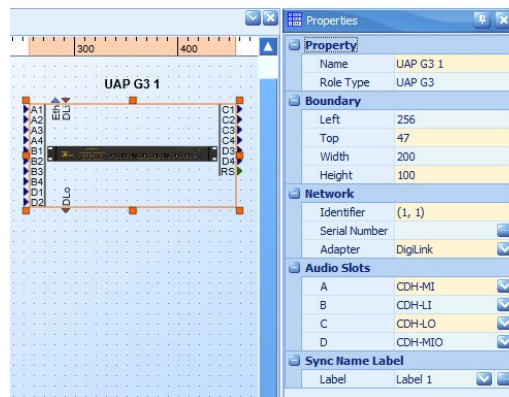 300
400
UAP G3 1
A1
A2
A3
A4
B1
B2
B3
B4
D1
D2
Eth
DLi
DLo
C1
C2
C3
C4
D3
D4
RS
Properties
Property
Name UAP G3 1
Role Type UAP G3
Boundary
Left 256
Top 47
Width 200
Height 100
Network
Identifier (1, 1)
Serial Number
Adapter DigiLink
Audio Slots
A CDH-MI
B CDH-LI
C CDH-LO
D CDH-MIO
Sync Name Label
Label Label 1